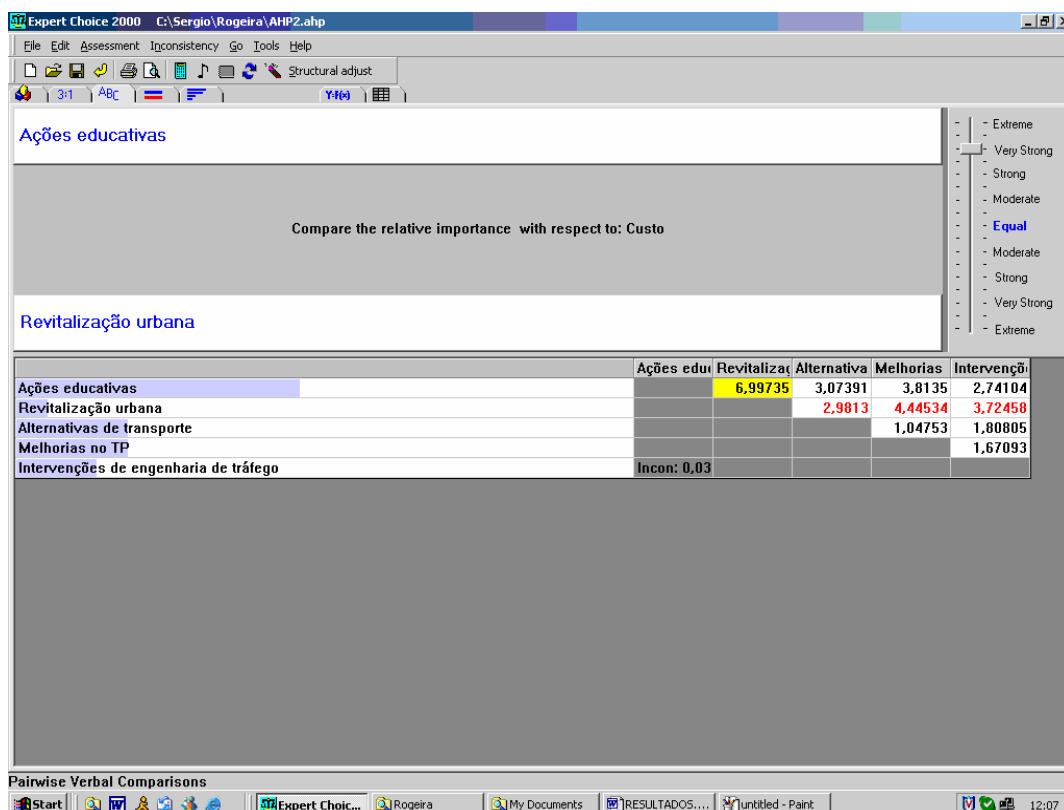 Expert Choice 2000 C:\Sergio\Rogeira\AHP2.ahp
File Edit Assessment Inconsistency Go Tools Help
Structural adjust
3:1 ABC Y:F(x)
Ações educativas
Compare the relative importance with respect to: Custo
Revitalização urbana
Extreme
Very Strong
Strong
Moderate
Equal
Moderate
Strong
Very Strong
Extreme
Ações edu Revitalizaç Alternativa Melhorias Intervençõ
Ações educativas 6,99735 3,07391 3,8135 2,74104
Revitalização urbana 2,9813 4,44534 3,72458
Alternativas de transporte 1,04753 1,80805
Melhorias no TP 1,67093
Intervenções de engenharia de tráfego Incon: 0,03
Pairwise Verbal Comparisons
Start Expert Choic... Rogeira My Documents RESULTADOS.... untitled - Paint 12:07